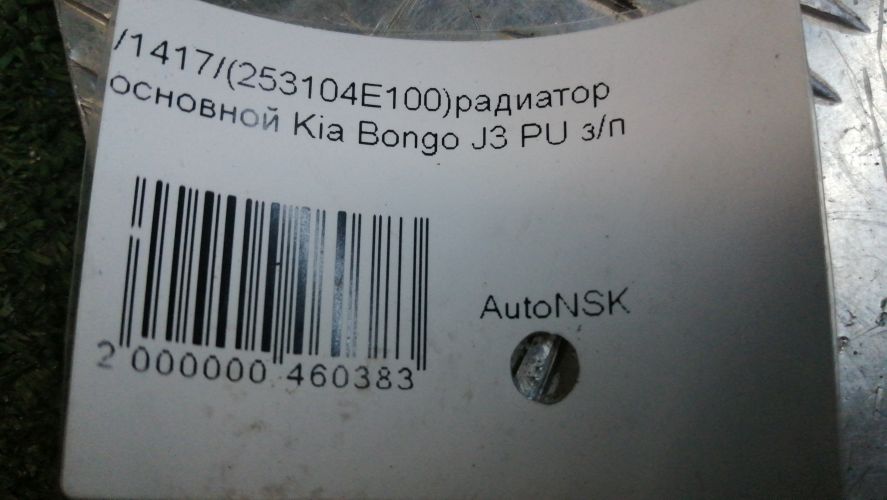 /1417/(253104E100)радиатор
основной Kia Bongo J3 PU з/п
AutoNSK
2 000000 460383